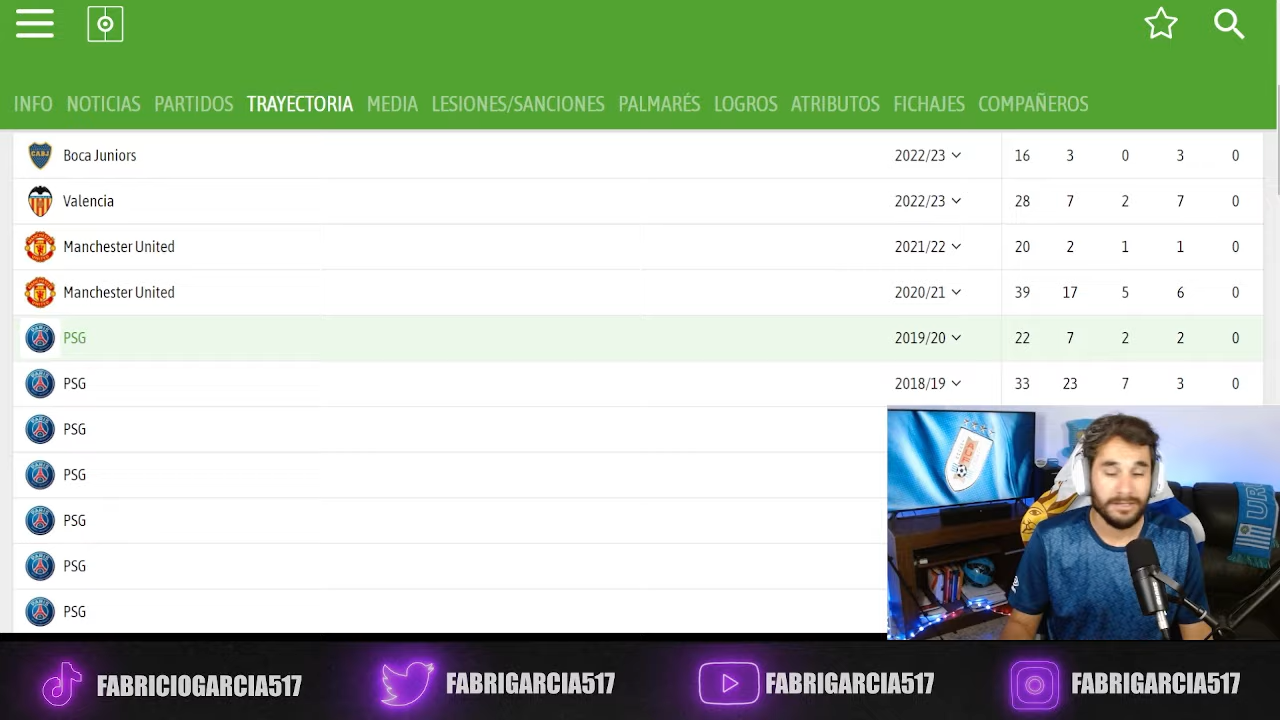 INFO NOTICIAS PARTIDOS TRAYECTORIA MEDIA LESIONES/SANCIONES PALMARÉS LOGROS ATRIBUTOS FICHAJES COMPAÑEROS
Boca Juniors 2022/23 16 3 0 3 0
Valencia 2022/23 28 7 2 7 0
Manchester United 2021/22 20 2 1 1 0
Manchester United 2020/21 39 17 5 6 0
PSG 2019/20 22 7 2 2 0
PSG 2018/19 33 23 7 3 0
PSG
PSG
PSG
PSG
PSG
FABRICIOGARCIA517 FABRIGARCIA517 FABRIGARCIA517 FABRIGARCIA517